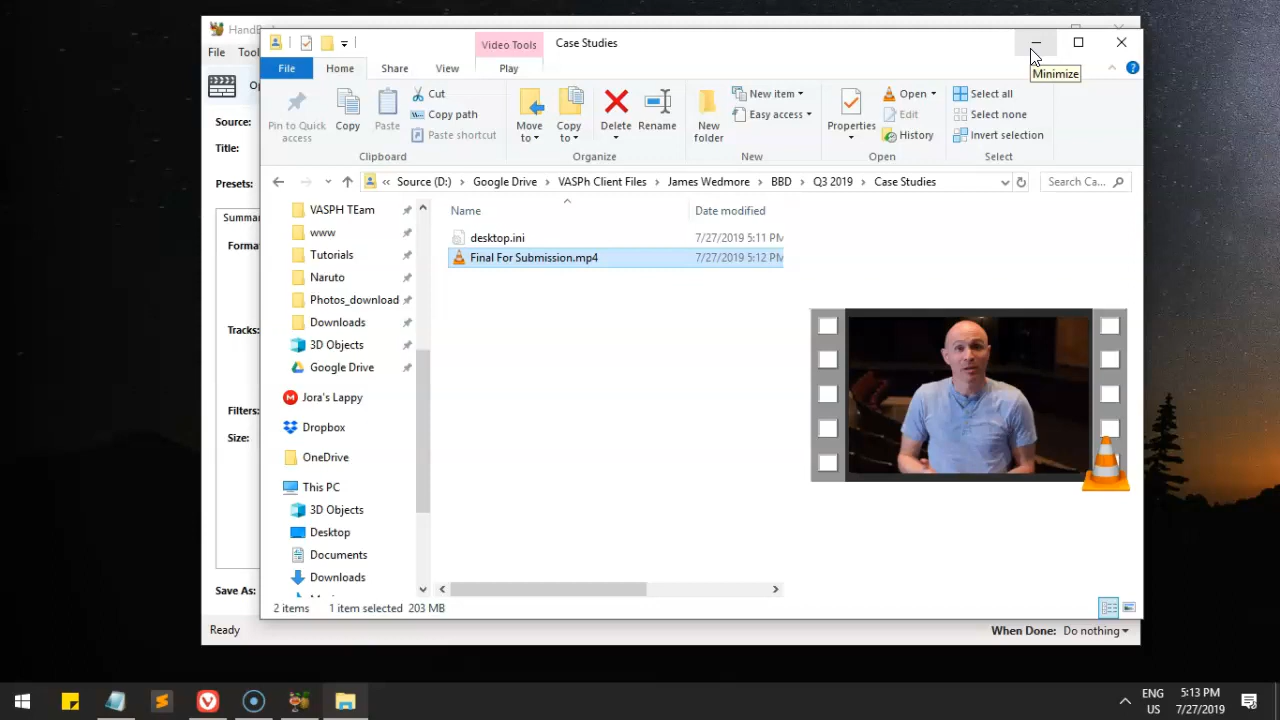 HandB
File Tool
Op
Source:
Title:
Presets:
Summar
Format
Tracks:
Filters:
Size:
Save As:
Ready
When Done: Do nothing
Video Tools
Case Studies
Minimize
File Home Share View Play
Pin to Quick access
Copy
Paste
Cut
Copy path
Paste shortcut
Clipboard
Move to
Copy to
Delete
Rename
Organize
New folder
New item
Easy access
New
Properties
Open
Edit
History
Open
Select all
Select none
Invert selection
Select
« Source (D:) > Google Drive > VASPh Client Files > James Wedmore > BBD > Q3 2019 > Case Studies
Search Ca...
VASPH TEam
www
Tutorials
Naruto
Photos_download
Downloads
3D Objects
Google Drive
Jora's Lappy
Dropbox
OneDrive
This PC
3D Objects
Desktop
Documents
Downloads
Name Date modified
desktop.ini 7/27/2019 5:11 PM
Final For Submission.mp4 7/27/2019 5:12 PM
2 items 1 item selected 203 MB
ENG
US
5:13 PM
7/27/2019